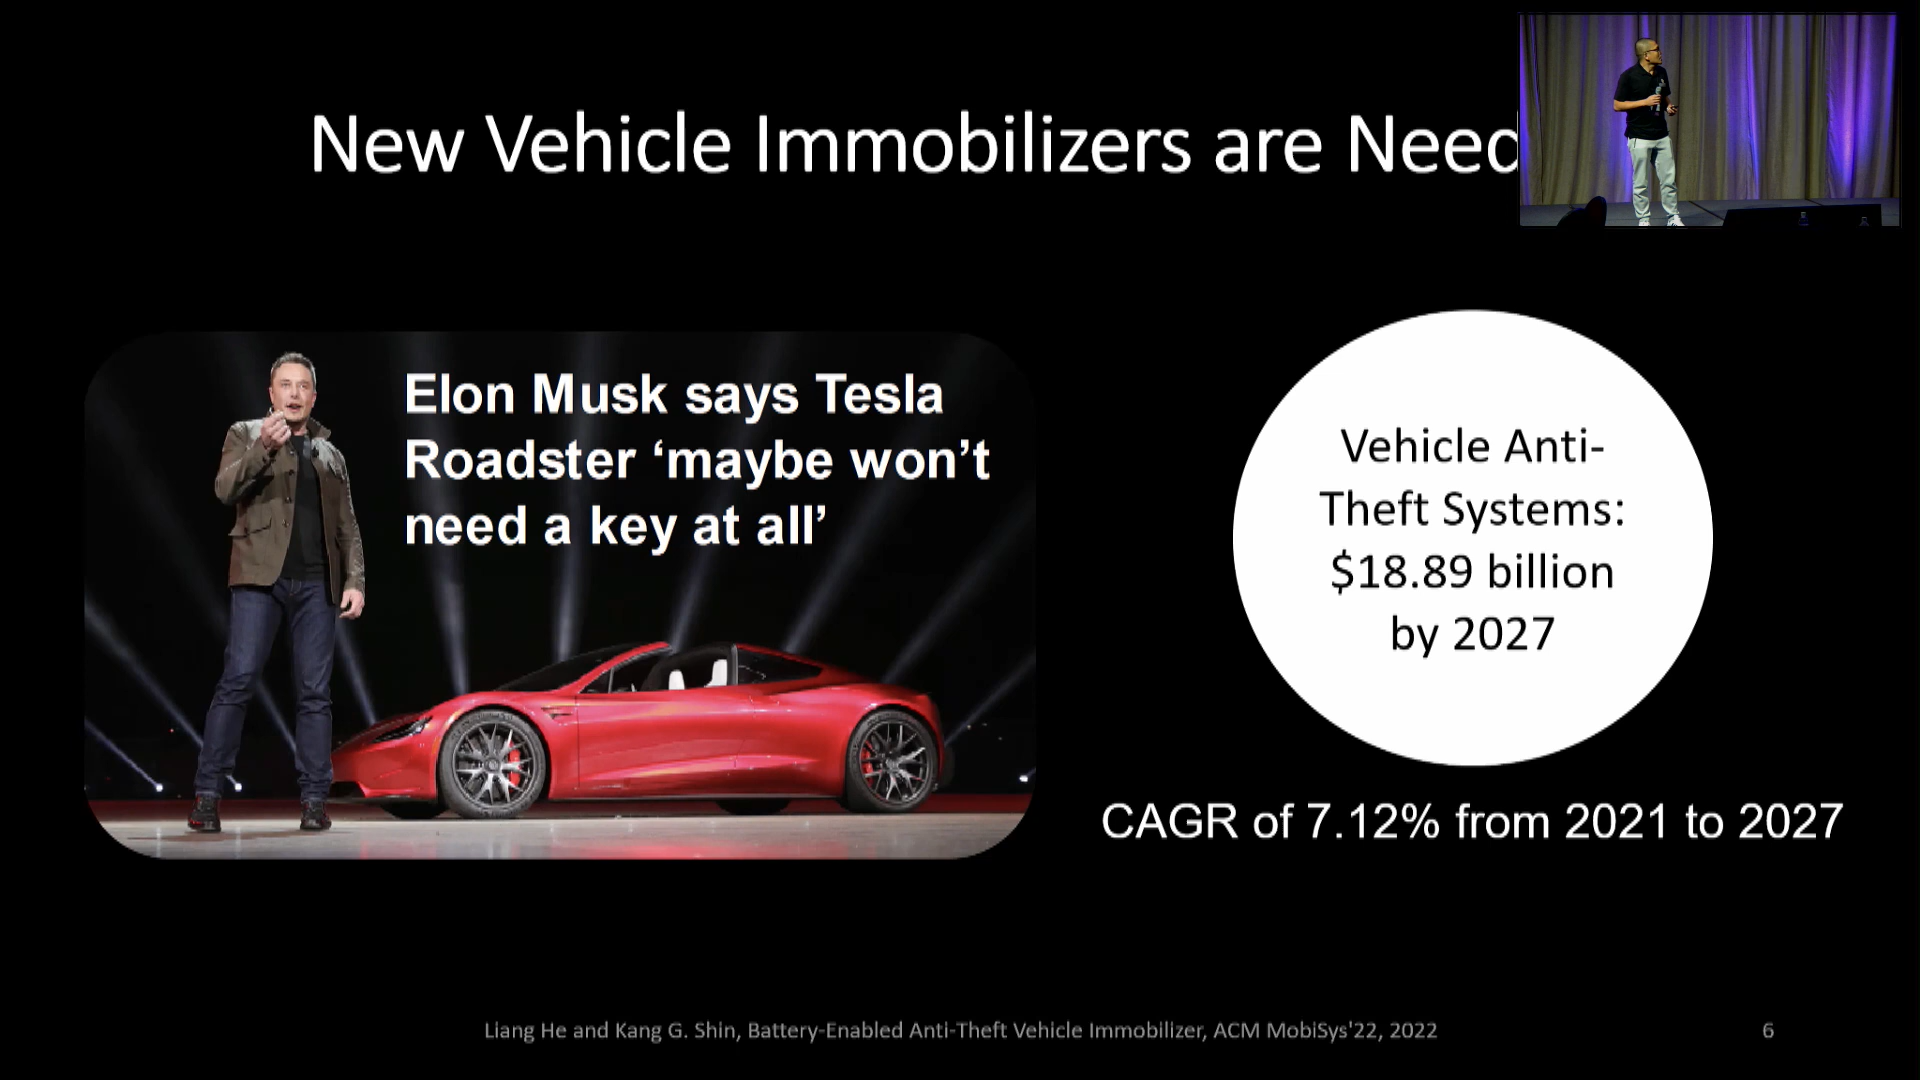 New Vehicle Immobilizers are Need
Elon Musk says Tesla
Roadster ‘maybe won’t
need a key at all’
Vehicle Anti-
Theft Systems:
$18.89 billion
by 2027
CAGR of 7.12% from 2021 to 2027
Liang He and Kang G. Shin, Battery-Enabled Anti-Theft Vehicle Immobilizer, ACM MobiSys'22, 2022
6